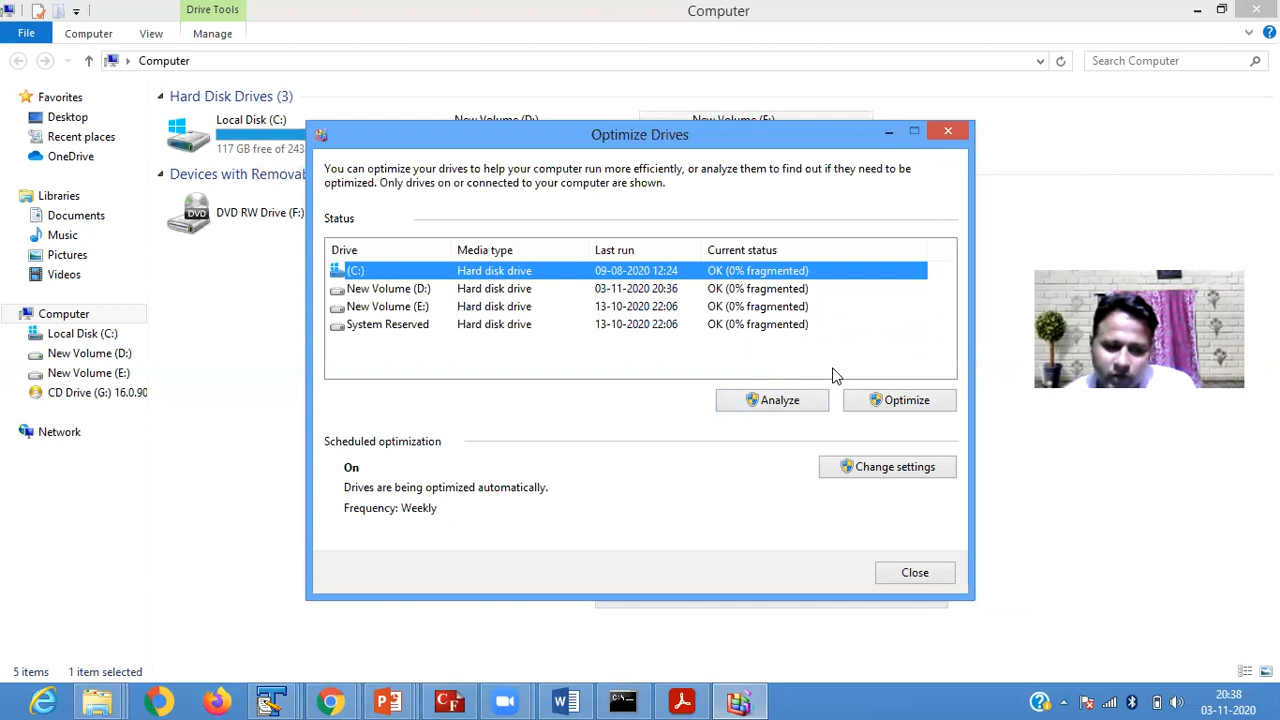 Drive Tools
Computer
File
Computer
View
Manage
Computer
Search Computer
Favorites
Desktop
Recent places
OneDrive
Libraries
Documents
Music
Pictures
Videos
Computer
Local Disk (C:)
New Volume (D:)
New Volume (E:)
CD Drive (G:) 16.0.90
Network
Hard Disk Drives (3)
Local Disk (C:)
117 GB free of 243
New Volume (D:)
New Volume (E:)
Devices with Removab
DVD RW Drive (F:)
DVD
Optimize Drives
You can optimize your drives to help your computer run more efficiently, or analyze them to find out if they need to be
optimized. Only drives on or connected to your computer are shown.
Status
Drive Media type Last run Current status
(C:) Hard disk drive 09-08-2020 12:24 OK (0% fragmented)
New Volume (D:) Hard disk drive 03-11-2020 20:36 OK (0% fragmented)
New Volume (E:) Hard disk drive 13-10-2020 22:06 OK (0% fragmented)
System Reserved Hard disk drive 13-10-2020 22:06 OK (0% fragmented)
Analyze
Optimize
Scheduled optimization
On
Change settings
Drives are being optimized automatically.
Frequency: Weekly
Close
5 items 1 item selected
20:38
03-11-2020